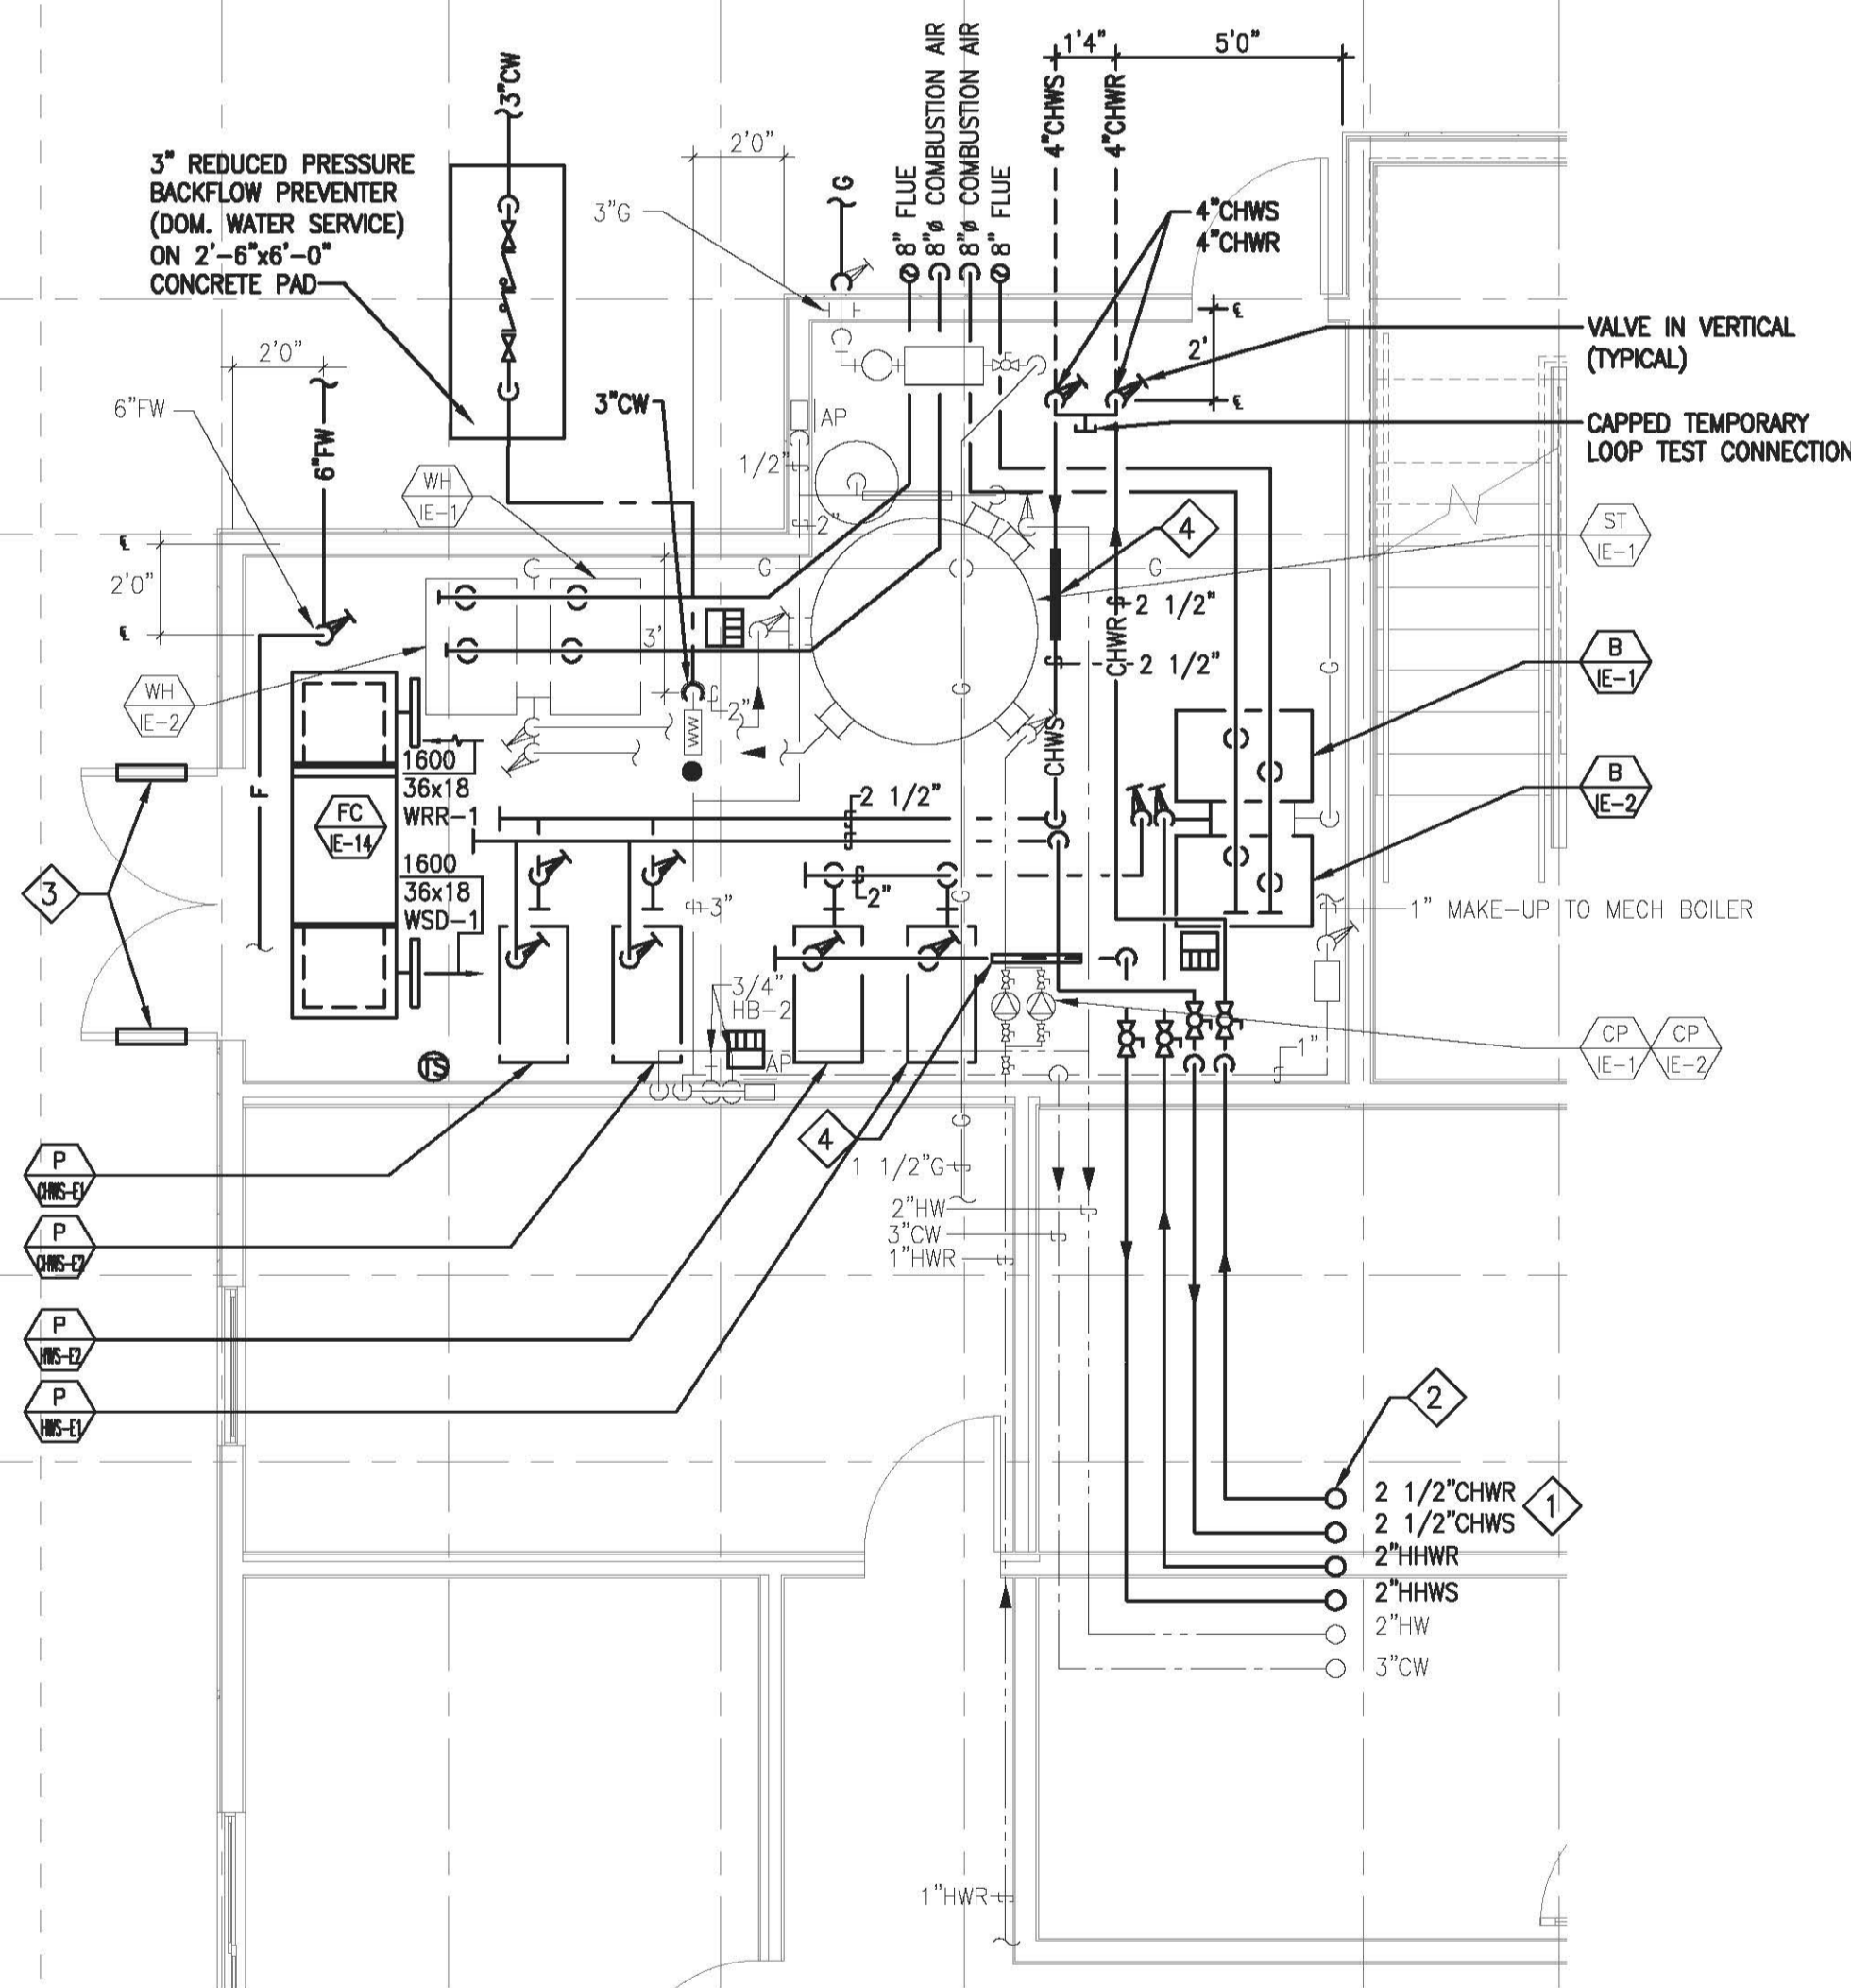 3"CW
3" REDUCED PRESSURE
BACKFLOW PREVENTER
(DOM. WATER SERVICE)
ON 2'-6"x6'-0"
CONCRETE PAD
2'0"
3"G
G
8" FLUE
8"ø COMBUSTION AIR
8"ø COMBUSTION AIR
8" FLUE
4"CHWS
4"CHWR
1'4"
5'0"
4"CHWS
4"CHWR
VALVE IN VERTICAL
(TYPICAL)
2'
℄
℄
CAPPED TEMPORARY
LOOP TEST CONNECTION
2'0"
6"FW
6"FW
3"CW
AP
1/2"
2"
WH
IE-1
4
ST
IE-1
℄
2'0"
℄
G
G
2 1/2"
2 1/2"
CHWR
CHWS
G
G
3'
2"
WH
IE-2
B
IE-1
B
IE-2
F
FC
IE-14
1600
36x18
WRR-1
1600
36x18
WSD-1
2 1/2"
2"
G
3"
3
1" MAKE-UP TO MECH BOILER
3/4"
HB-2
AP
TS
1"
CP
IE-1
CP
IE-2
4
G
1 1/2"G
2"HW
3"CW
1"HWR
P
CHWS-E1
P
CHWS-E2
P
HWS-E2
P
HWS-E1
2
2 1/2"CHWR
1
2 1/2"CHWS
2"HHWR
2"HHWS
2"HW
3"CW
1"HWR